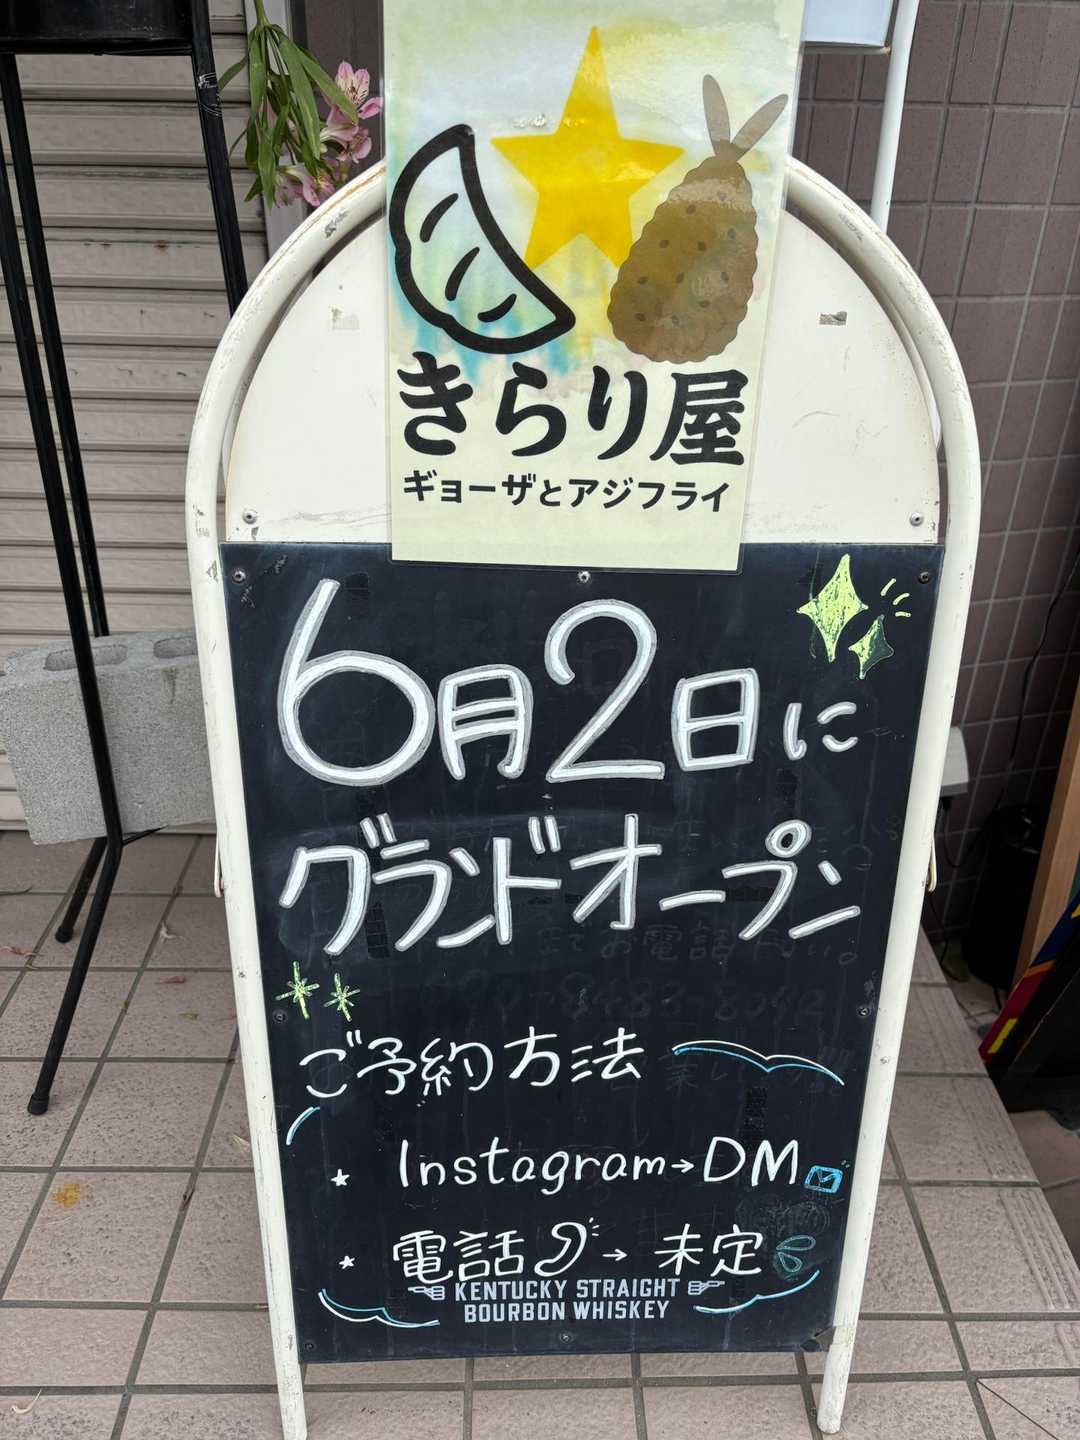 きらり屋
ギョーザとアジフライ
6月2日に
グランドオープン
ご予約方法
Instagram→DM
電話→未定
KENTUCKY STRAIGHT
BOURBON WHISKEY